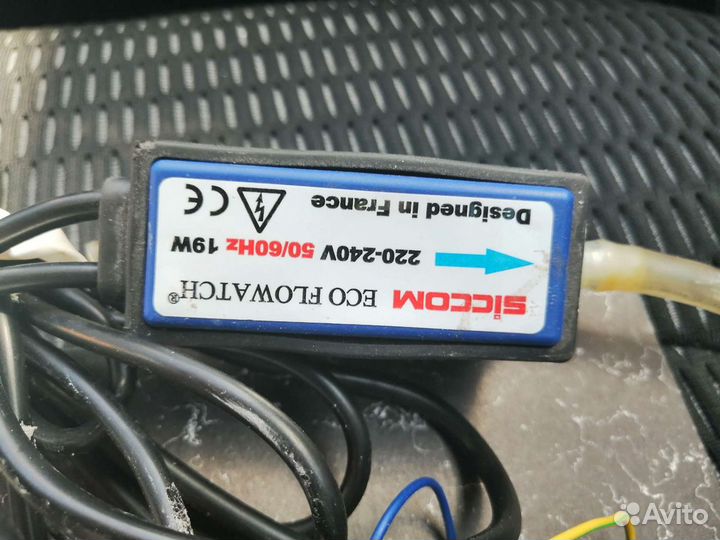 SICCOM ECO FLOWATCH®
220-240V 50/60Hz 19W
CE
Designed in France
Avito